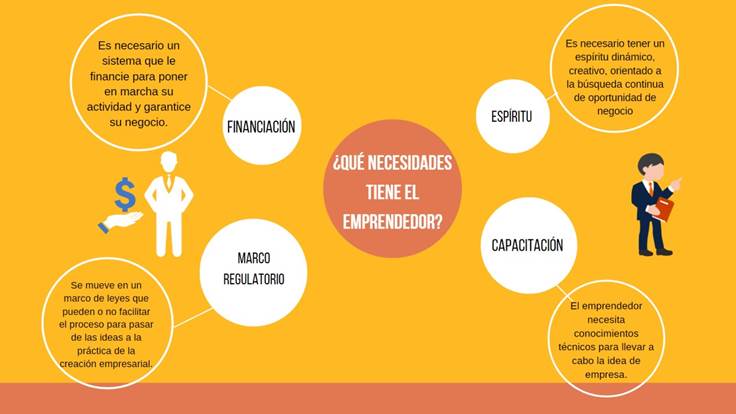 Es necesario un
sistema que le
financie para poner
en marcha su
actividad y garantice
su negocio.
FINANCIACIÓN
¿QUÉ NECESIDADES
TIENE EL
EMPRENDEDOR?
ESPÍRITU
Es necesario tener un
espíritu dinámico,
creativo, orientado a
la búsqueda continua
de oportunidad de
negocio
$
MARCO
REGULATORIO
Se mueve en un
marco de leyes que
pueden o no facilitar
el proceso para pasar
de las ideas a la
práctica de la
creación empresarial.
CAPACITACIÓN
El emprendedor
necesita
conocimientos
técnicos para llevar a
cabo la idea de
empresa.